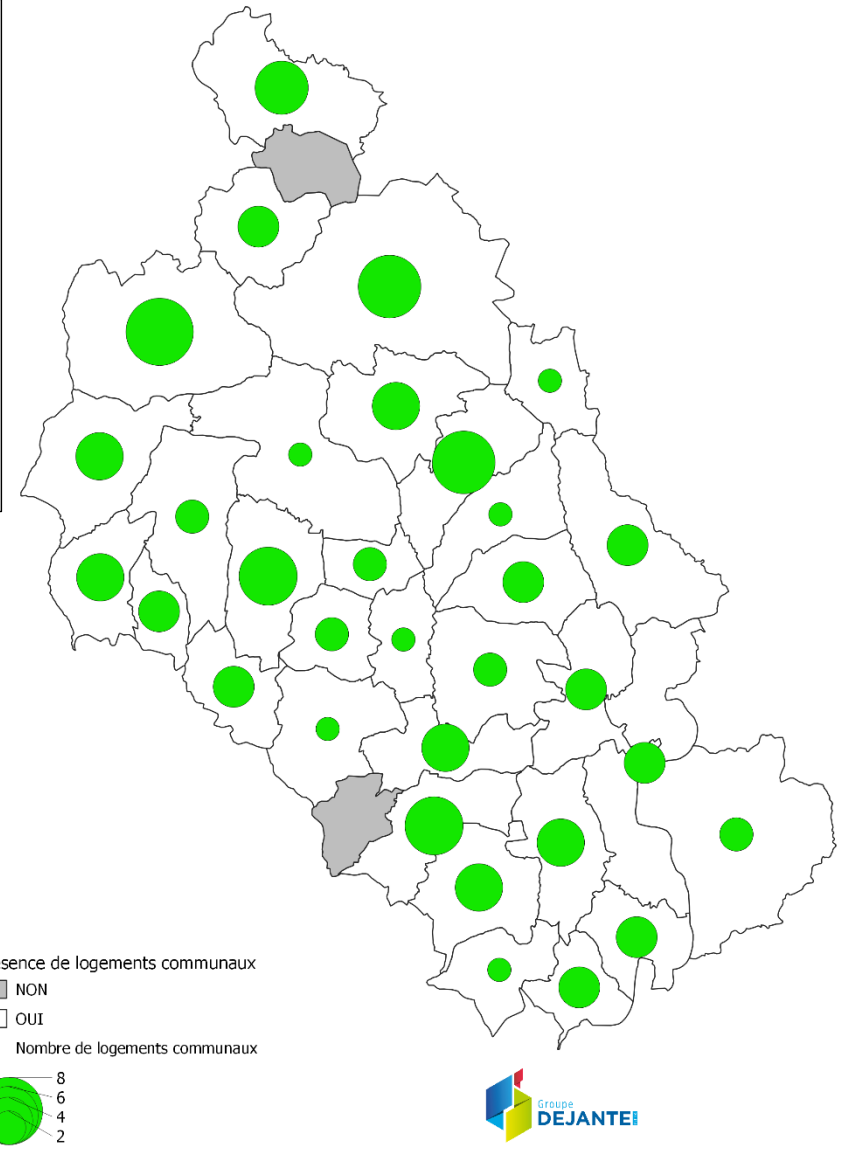 sence de logements communaux
NON
OUI
Nombre de logements communaux
8
6
4
2
Groupe
DEJANTE